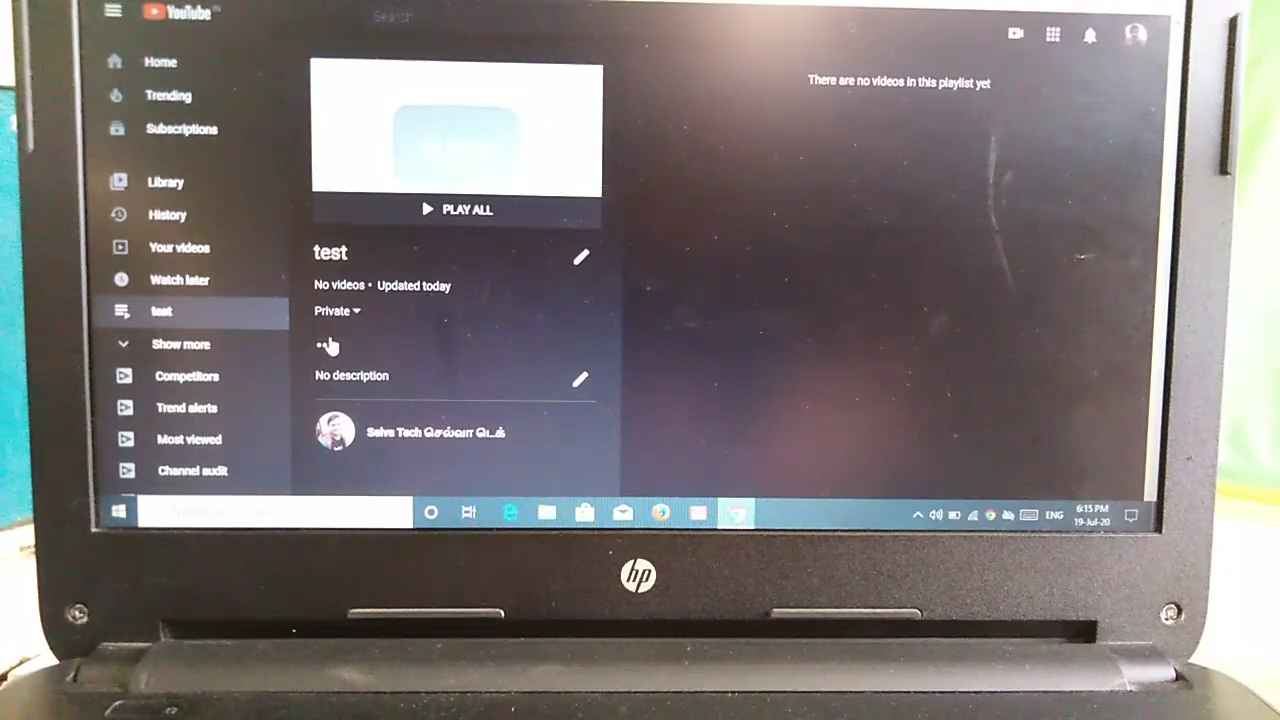 YouTube IN
Search
Home
Trending
Subscriptions
Library
History
Your videos
Watch later
test
Show more
Competitors
Trend alerts
Most viewed
Channel audit
PLAY ALL
test
No videos • Updated today
Private
No description
Selva Tech செல்வா டெக்
There are no videos in this playlist yet
ENG
6:15 PM
19-Jul-20
hp